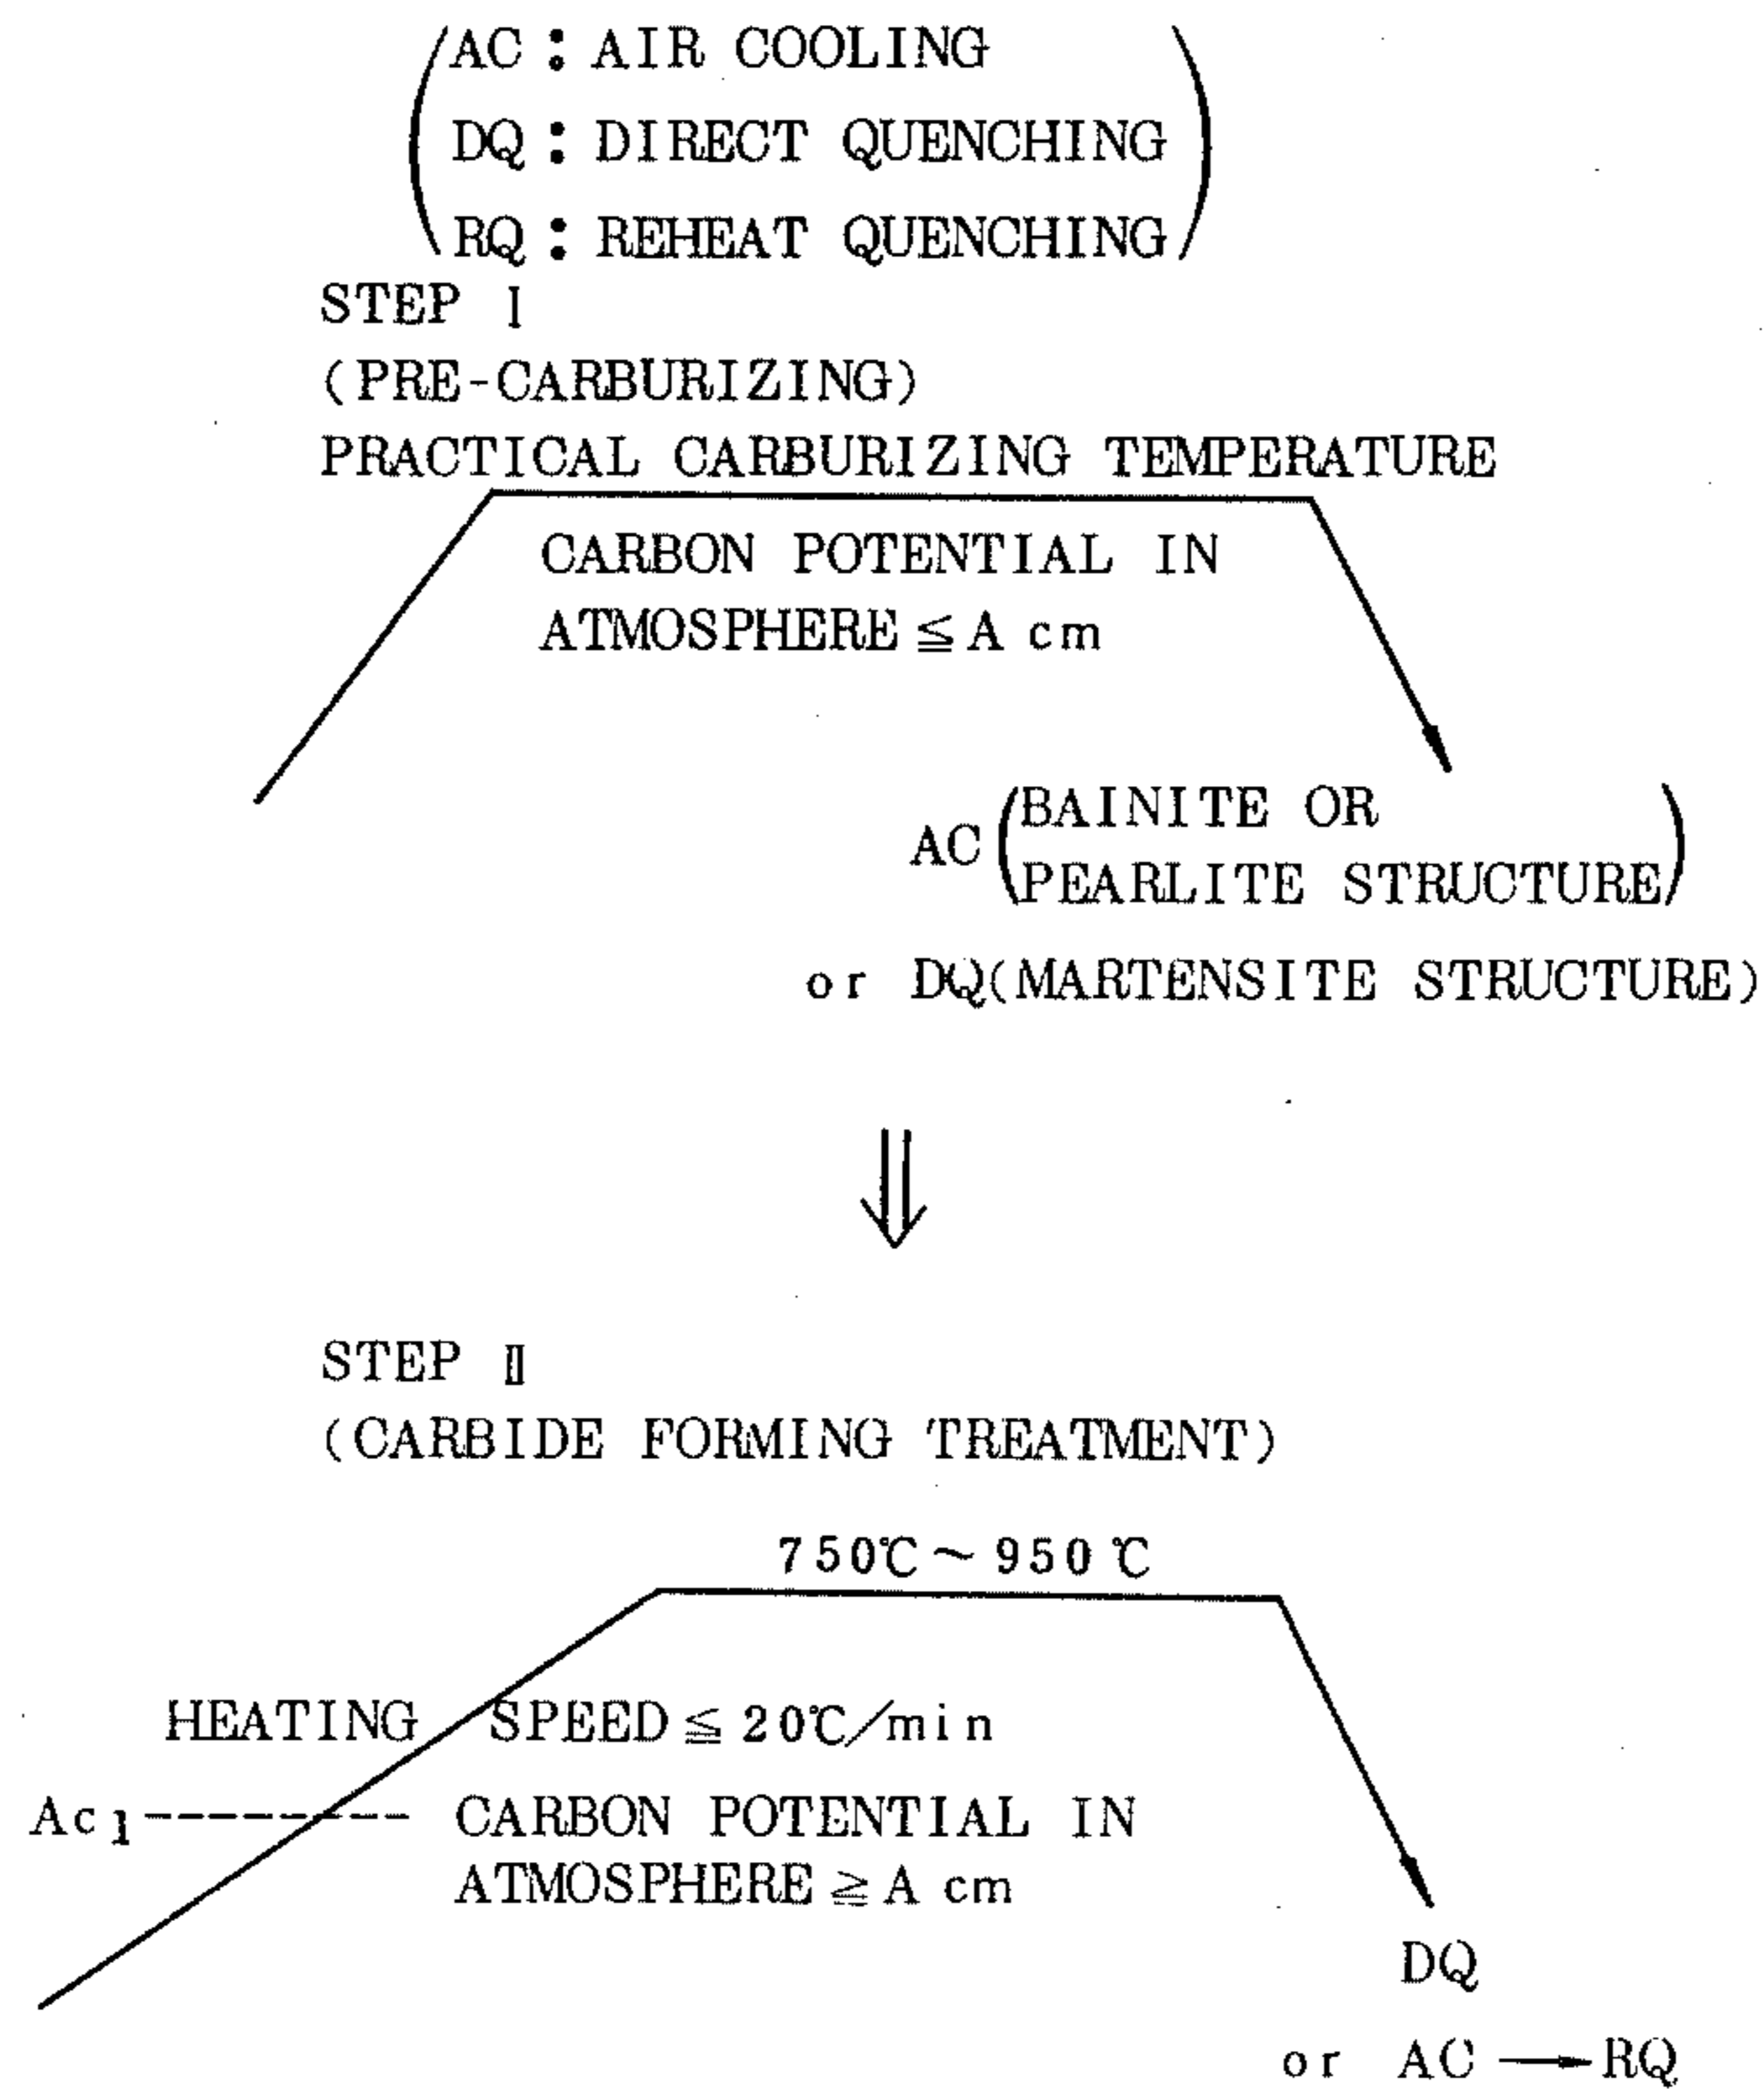 AC : AIR COOLING
DQ : DIRECT QUENCHING
RQ : REHEAT QUENCHING
STEP I
(PRE-CARBURIZING)
PRACTICAL CARBURIZING TEMPERATURE
CARBON POTENTIAL IN
ATMOSPHERE ≦ A cm
AC (BAINITE OR
PEARLITE STRUCTURE)
or DQ(MARTENSITE STRUCTURE)
⇓
STEP II
(CARBIDE FORMING TREATMENT)
750℃ ~ 950℃
HEATING SPEED ≦ 20℃/min
Ac1
CARBON POTENTIAL IN
ATMOSPHERE ≧ A cm
DQ
or AC → RQ